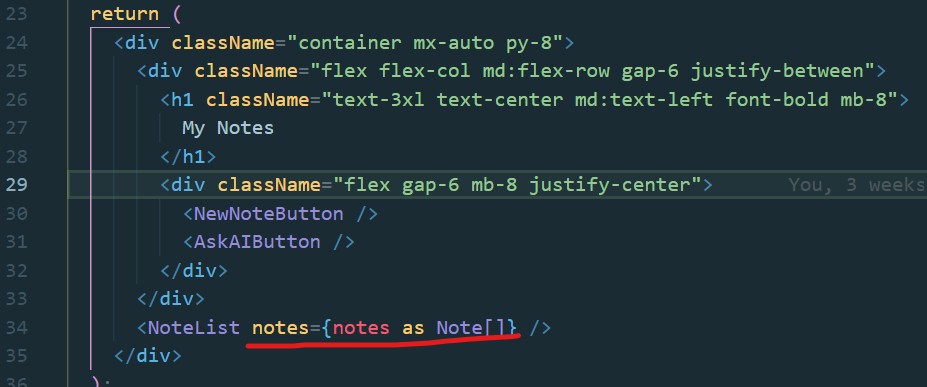 23 return (
24 <div className="container mx-auto py-8">
25 <div className="flex flex-col md:flex-row gap-6 justify-between">
26 <h1 className="text-3xl text-center md:text-left font-bold mb-8">
27 My Notes
28 </h1>
29 <div className="flex gap-6 mb-8 justify-center"> You, 3 weeks
30 <NewNoteButton />
31 <AskAIButton />
32 </div>
33 </div>
34 <NoteList notes={notes as Note[]} />
35 </div>
36 );